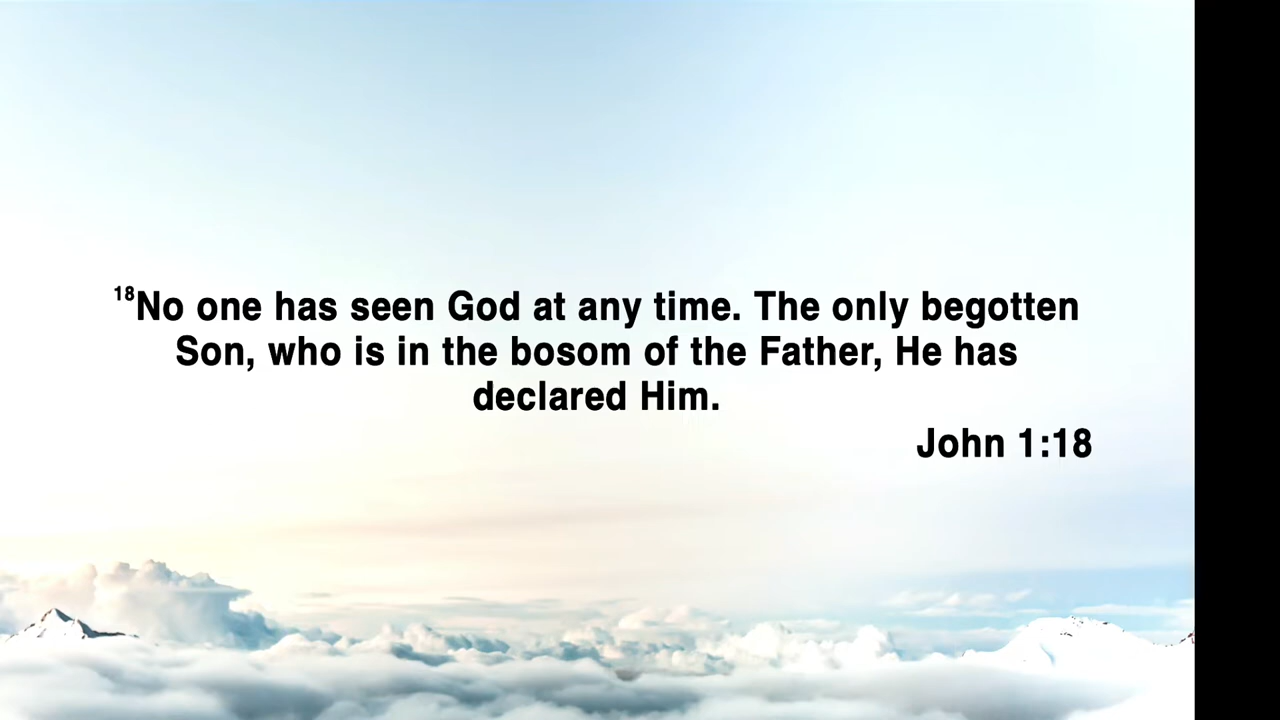 ¹⁸No one has seen God at any time. The only begotten
Son, who is in the bosom of the Father, He has
declared Him.
John 1:18